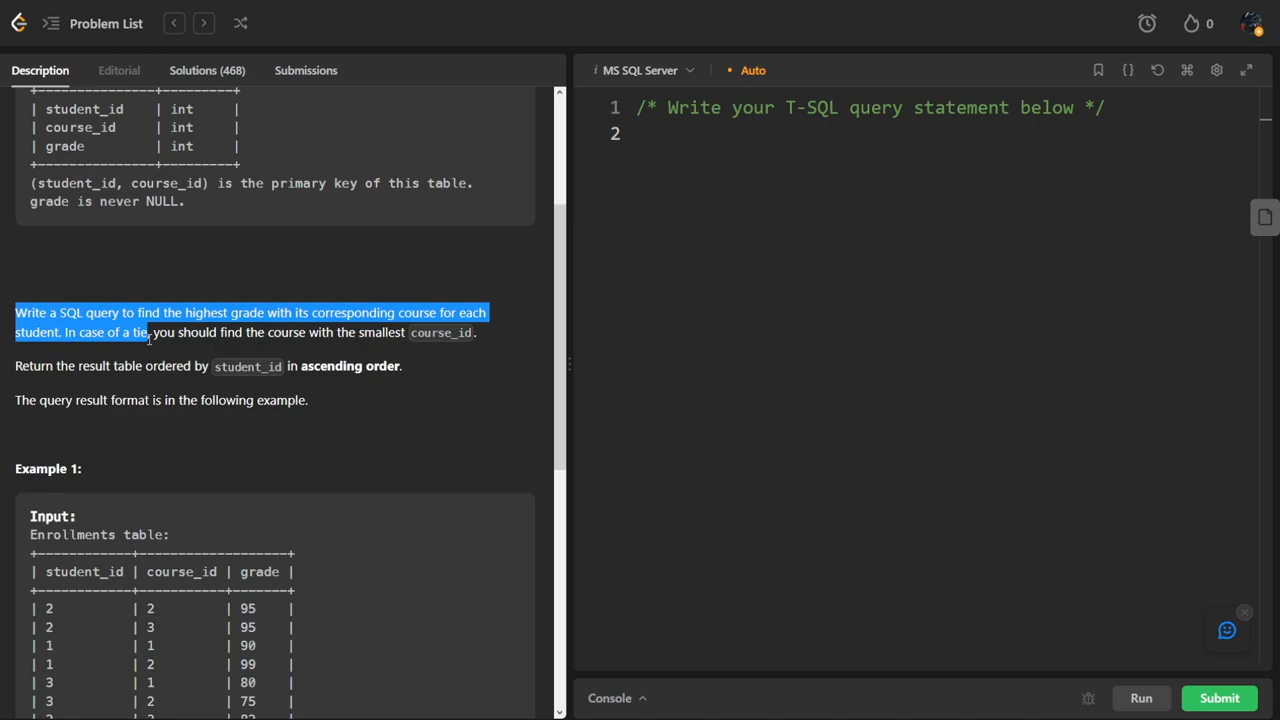 Problem List
0
Description Editorial Solutions (468) Submissions
i MS SQL Server • Auto
+---------------+---------+
| student_id | int |
| course_id | int |
| grade | int |
+---------------+---------+
(student_id, course_id) is the primary key of this table.
grade is never NULL.
Write a SQL query to find the highest grade with its corresponding course for each
student. In case of a tie, you should find the course with the smallest course_id.
Return the result table ordered by student_id in ascending order.
The query result format is in the following example.
Example 1:
Input:
Enrollments table:
+------------+-------------------+
| student_id | course_id | grade |
+------------+-----------+-------+
| 2 | 2 | 95 |
| 2 | 3 | 95 |
| 1 | 1 | 90 |
| 1 | 2 | 99 |
| 3 | 1 | 80 |
| 3 | 2 | 75 |
1 /* Write your T-SQL query statement below */
2
Console Run Submit